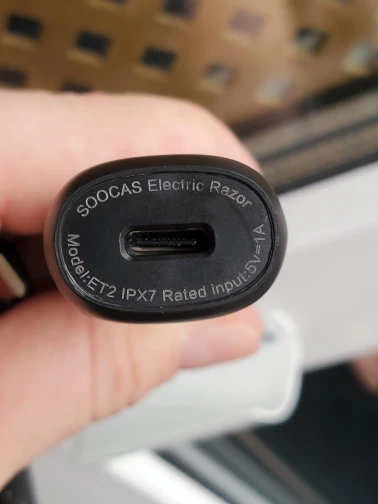 SOOCAS Electric Razor
Model:ET2 IPX7 Rated input:5V=1A